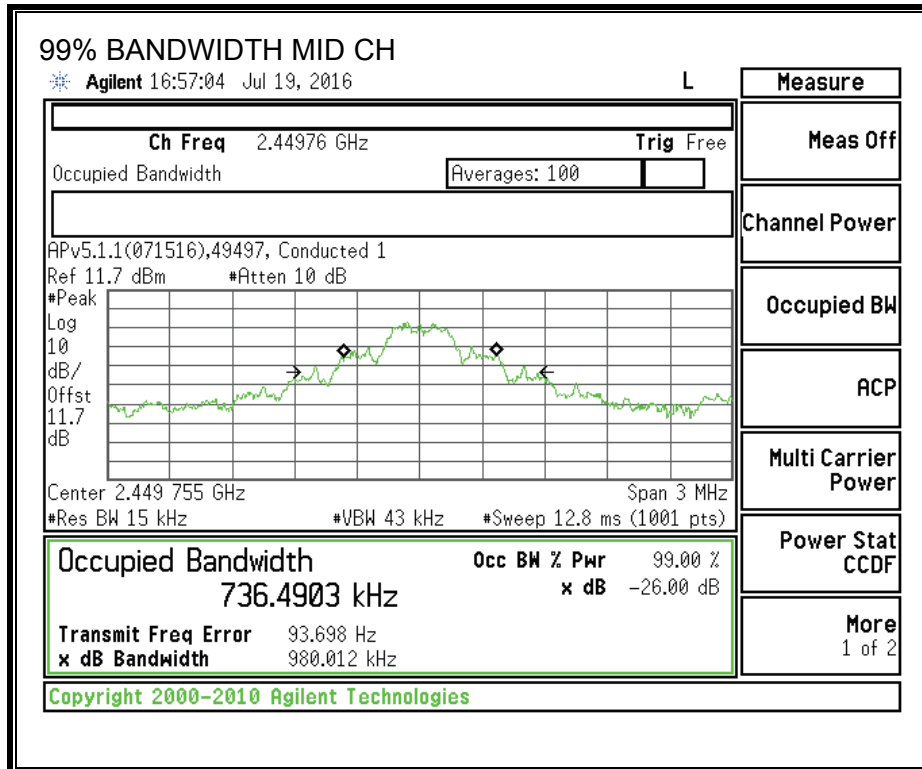 99% BANDWIDTH MID CH
Agilent 16:57:04 Jul 19, 2016 L
Measure
Ch Freq 2.44976 GHz Trig Free
Occupied Bandwidth Averages: 100
APv5.1.1(071516),49497, Conducted 1
Ref 11.7 dBm #Atten 10 dB
#Peak
Log
10
dB/
Offst
11.7
dB
Center 2.449 755 GHz Span 3 MHz
#Res BW 15 kHz #VBW 43 kHz #Sweep 12.8 ms (1001 pts)
Occupied Bandwidth Occ BW % Pwr 99.00 %
736.4903 kHz x dB -26.00 dB
Transmit Freq Error 93.698 Hz
x dB Bandwidth 980.012 kHz
Copyright 2000-2010 Agilent Technologies
Meas Off
Channel Power
Occupied BW
ACP
Multi Carrier
Power
Power Stat
CCDF
More
1 of 2